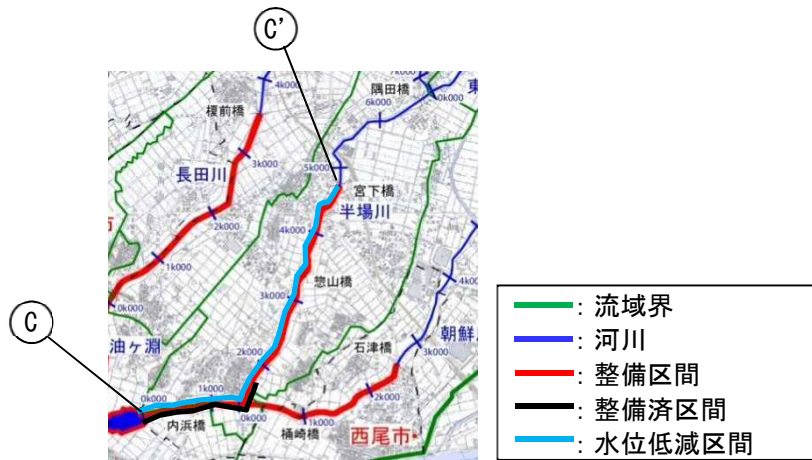 C'
4k000
榎前橋
隅田橋
6k000
0k000
東
3k000
5k000
長田川
宮下橋
半場川
2k000
4k000
1k000
惣山橋
3k000
4k000
C
0k000
油ヶ淵
石津橋
朝鮮
3k000
2k000
0k000
1k000
2k000
内浜橋
0k000
1k000
桶崎橋
西尾市
: 流域界
: 河川
: 整備区間
: 整備済区間
: 水位低減区間